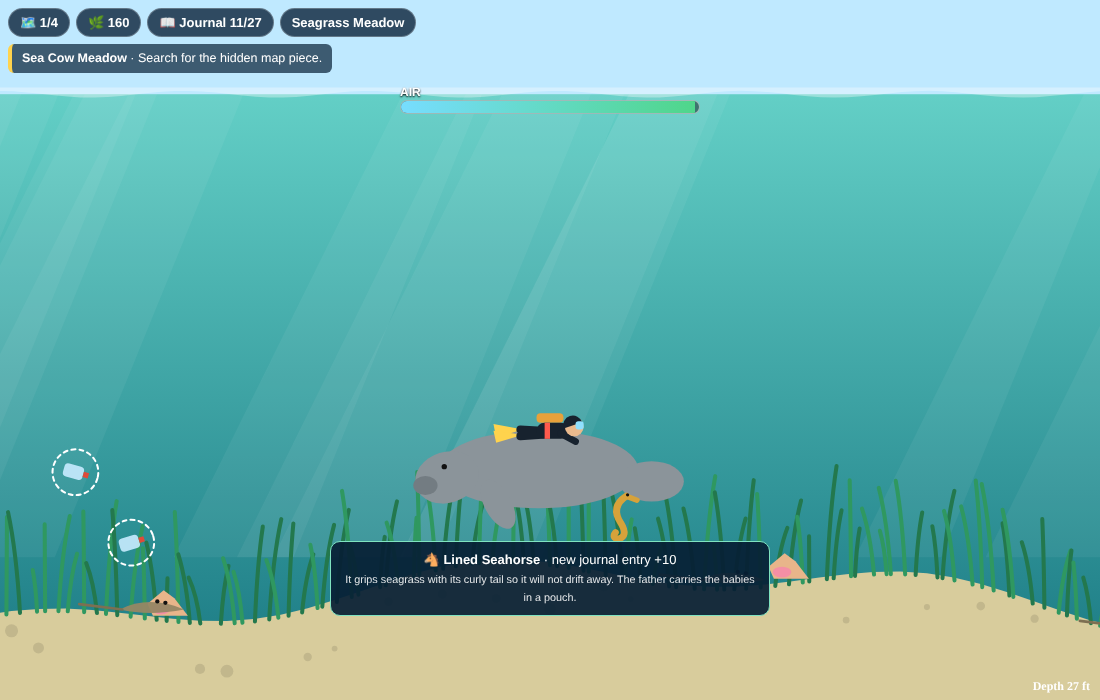 🗺️ 1/4
🌿 160
📖 Journal 11/27
Seagrass Meadow
Sea Cow Meadow · Search for the hidden map piece.
AIR
🐴 Lined Seahorse · new journal entry +10
It grips seagrass with its curly tail so it will not drift away. The father carries the babies
in a pouch.
Depth 27 ft